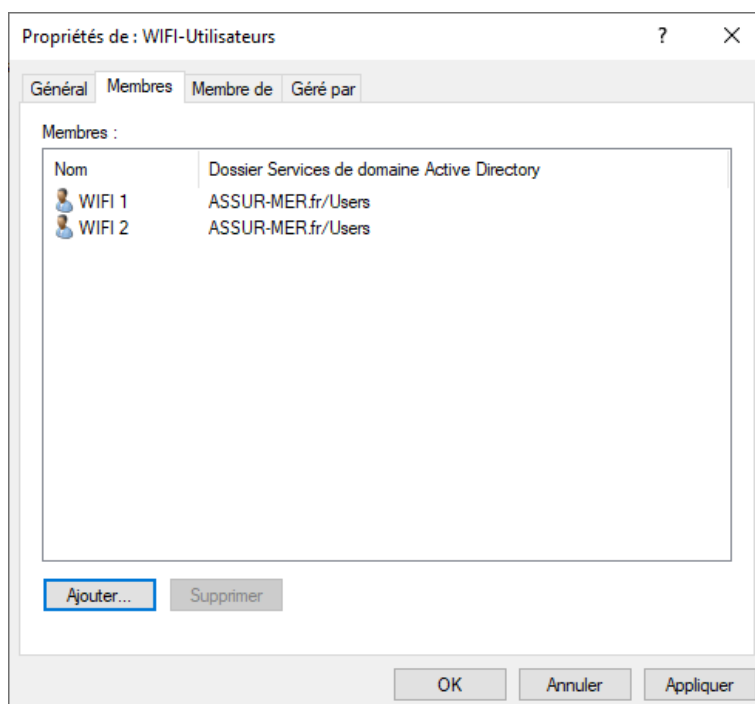 Propriétés de : WIFI-Utilisateurs ?
Général Membres Membre de Géré par
Membres :
Nom Dossier Services de domaine Active Directory
WIFI 1 ASSUR-MER.fr/Users
WIFI 2 ASSUR-MER.fr/Users
Ajouter... Supprimer
OK Annuler Appliquer